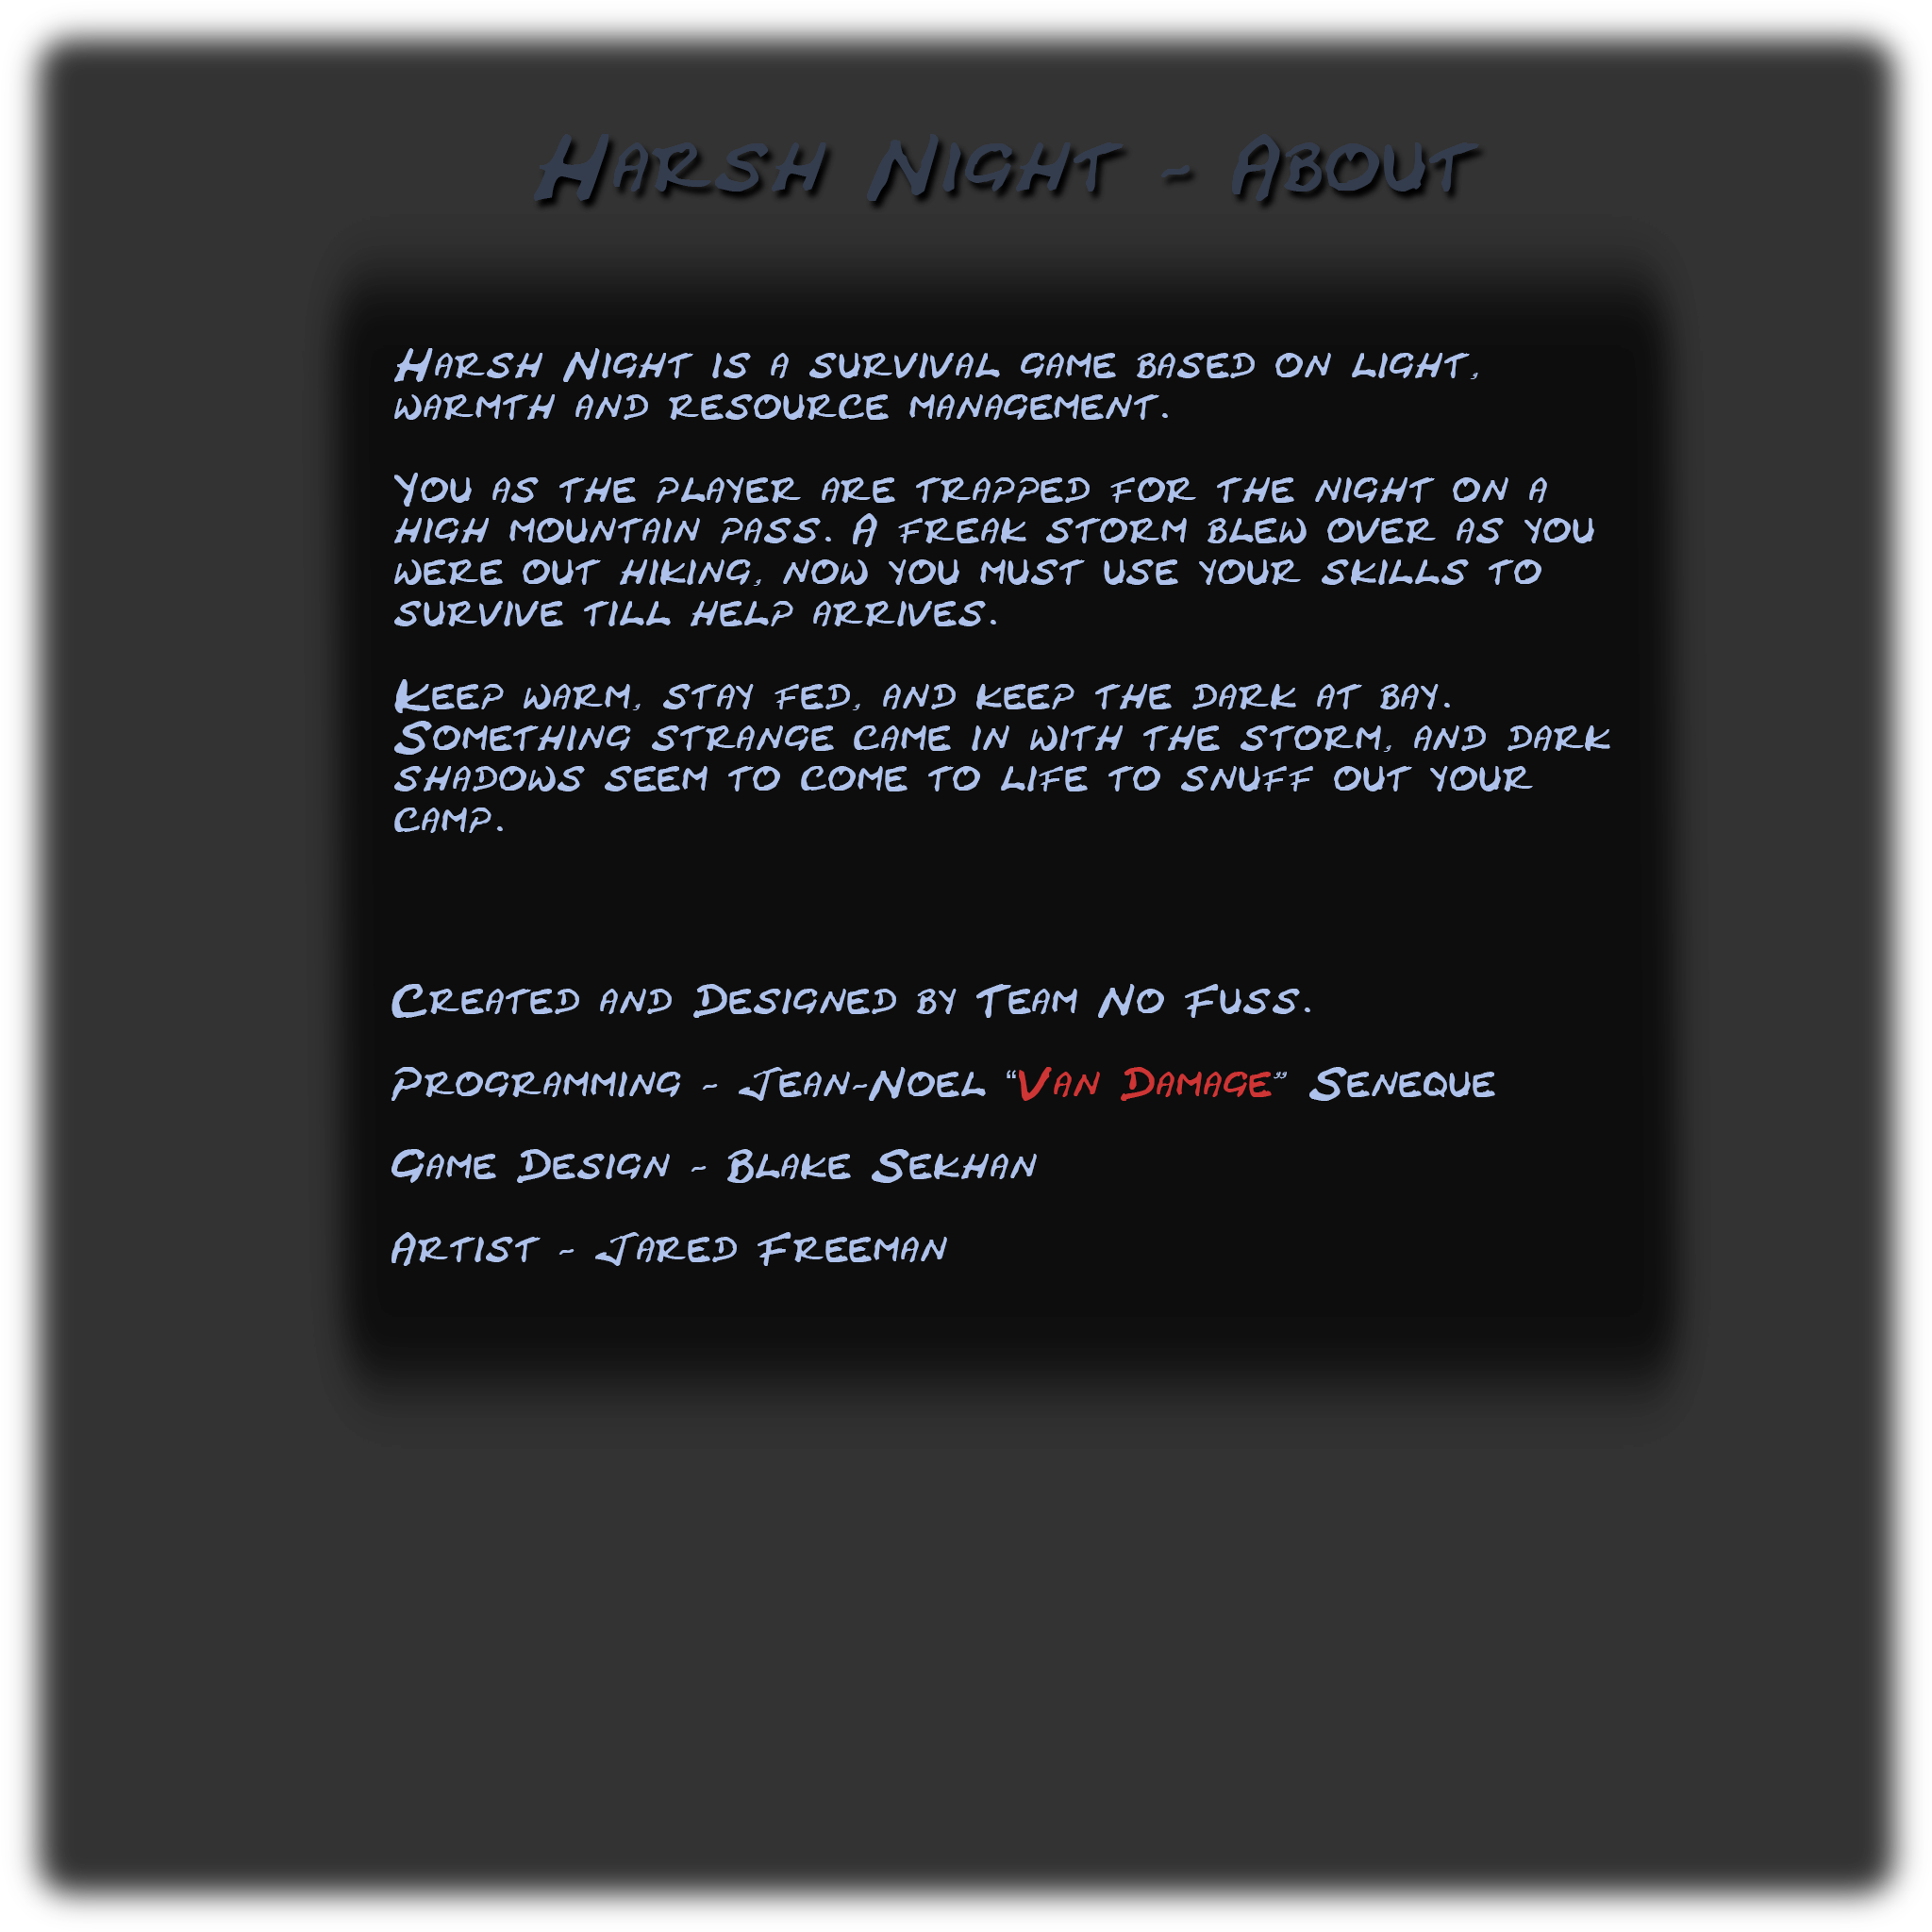 Harsh Night - About
Harsh Night is a survival game based on light,
warmth and resource management.
You as the player are trapped for the night on a
high mountain pass. A freak storm blew over as you
were out hiking, now you must use your skills to
survive till help arrives.
Keep warm, stay fed, and keep the dark at bay.
Something strange came in with the storm, and dark
shadows seem to come to life to snuff out your
camp.
Created and Designed by Team No Fuss.
Programming - Jean-Noel “Van Damage” Seneque
Game Design - Blake Sekhan
Artist - Jared Freeman